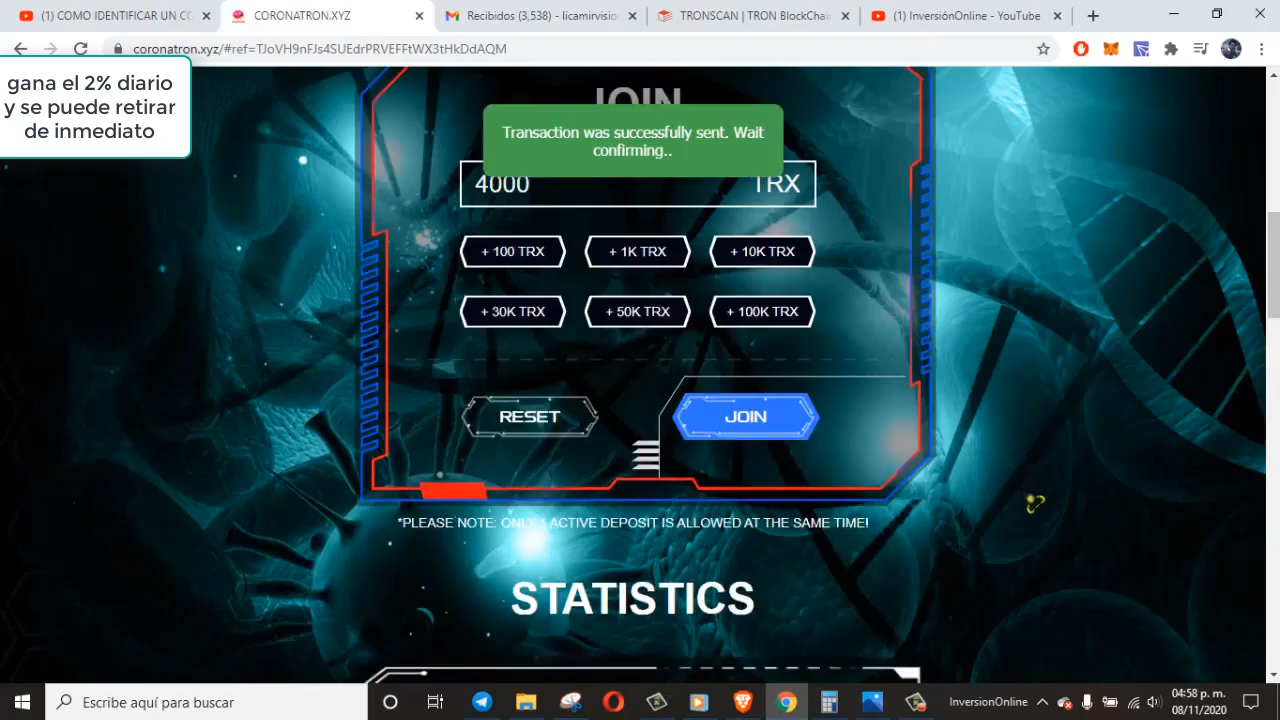 (1) COMO IDENTIFICAR UN CO
CORONATRON.XYZ
Recibidos (3,538) - licamirvision
TRONSCAN | TRON BlockChai
(1) InversiónOnline - YouTube
coronatron.xyz/#ref=TJoVH9nFJs4SUEdrPRVEFFtWX3tHkDdAQM
gana el 2% diario
y se puede retirar
de inmediato
JOIN
Transaction was successfully sent. Wait
confirming..
4000 TRX
+ 100 TRX + 1K TRX + 10K TRX
+ 30K TRX + 50K TRX + 100K TRX
RESET JOIN
*PLEASE NOTE: ONLY 1 ACTIVE DEPOSIT IS ALLOWED AT THE SAME TIME!
STATISTICS
Escribe aquí para buscar
InversionOnline
04:58 p. m.
08/11/2020